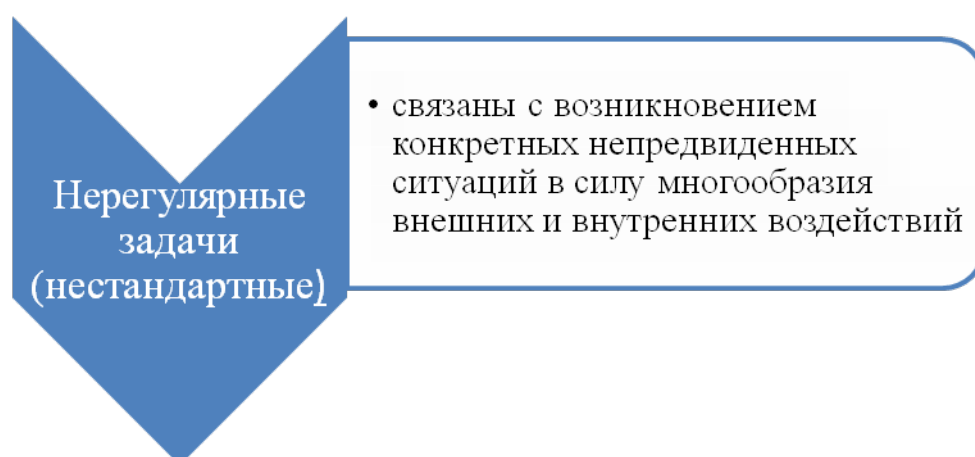 Нерегулярные
задачи
(нестандартные)
• связаны с возникновением
конкретных непредвиденных
ситуаций в силу многообразия
внешних и внутренних воздействий